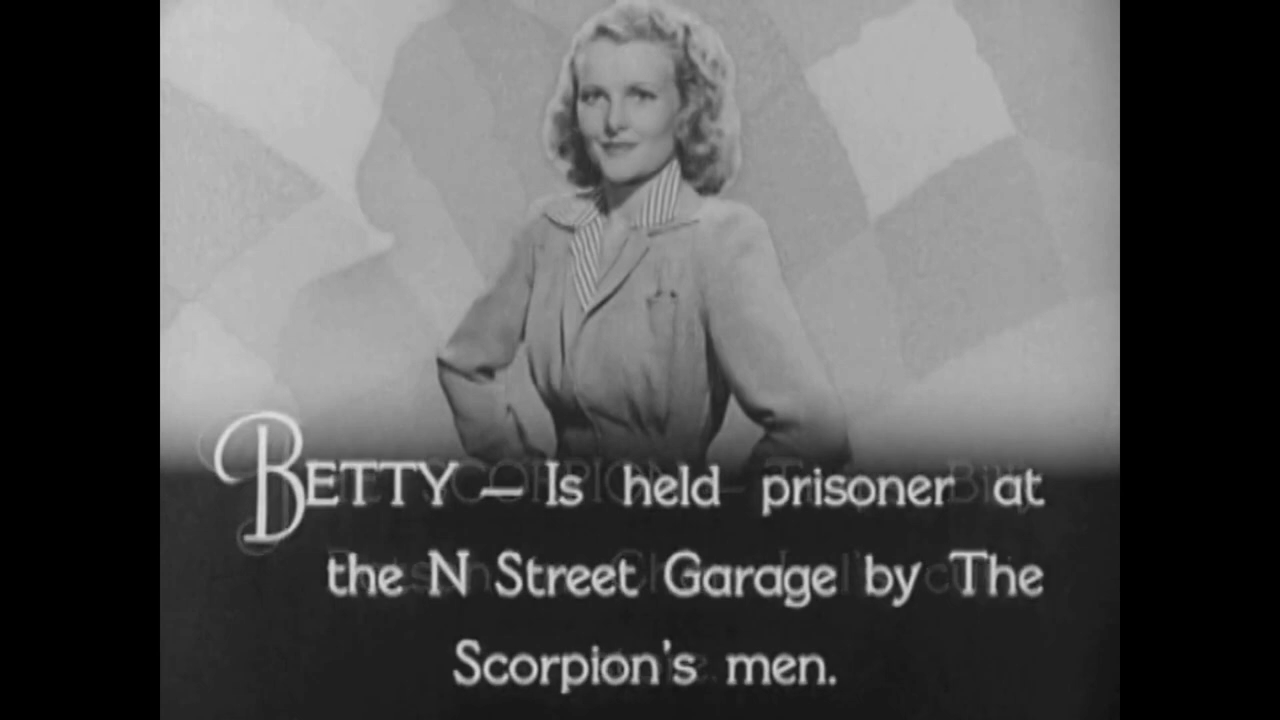 BETTY — Is held prisoner at
the N Street Garage by The
Scorpion's men.